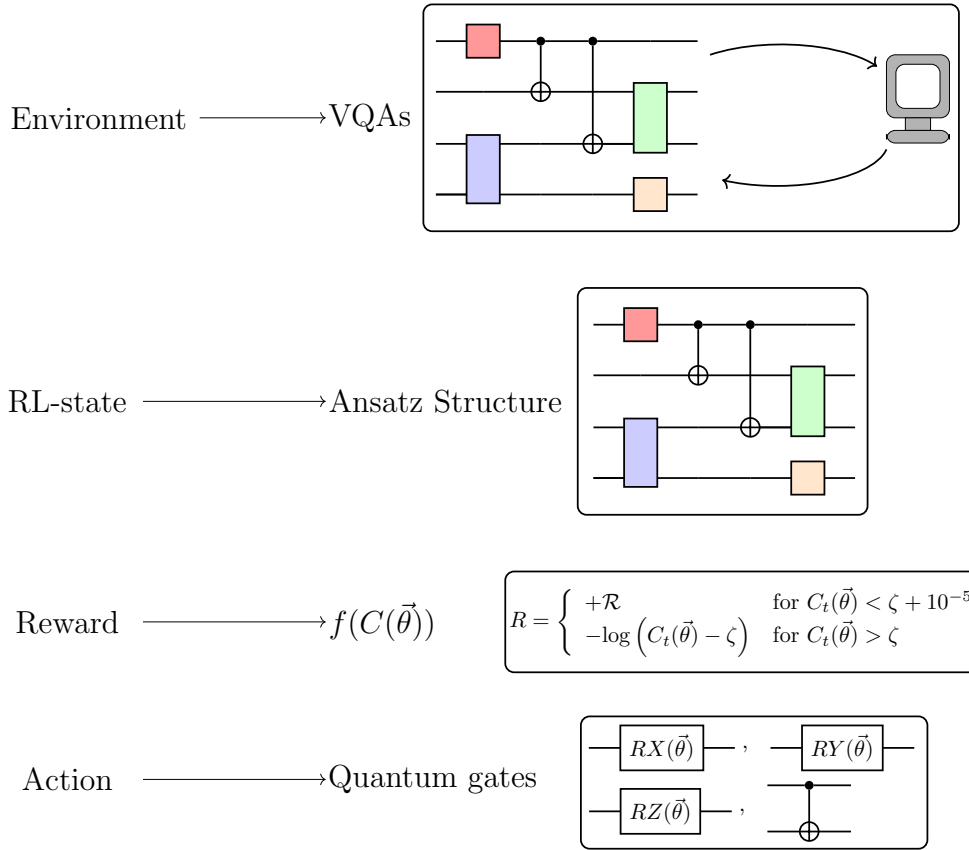 Environment
VQAs
RL-state
Ansatz Structure
Reward
f(C(θ⃗))
R = { +ℛ for C_t(θ⃗) < ζ + 10^{-5}
−log (C_t(θ⃗) − ζ) for C_t(θ⃗) > ζ
Action
Quantum gates
RX(θ⃗) , RY(θ⃗)
RZ(θ⃗) ,